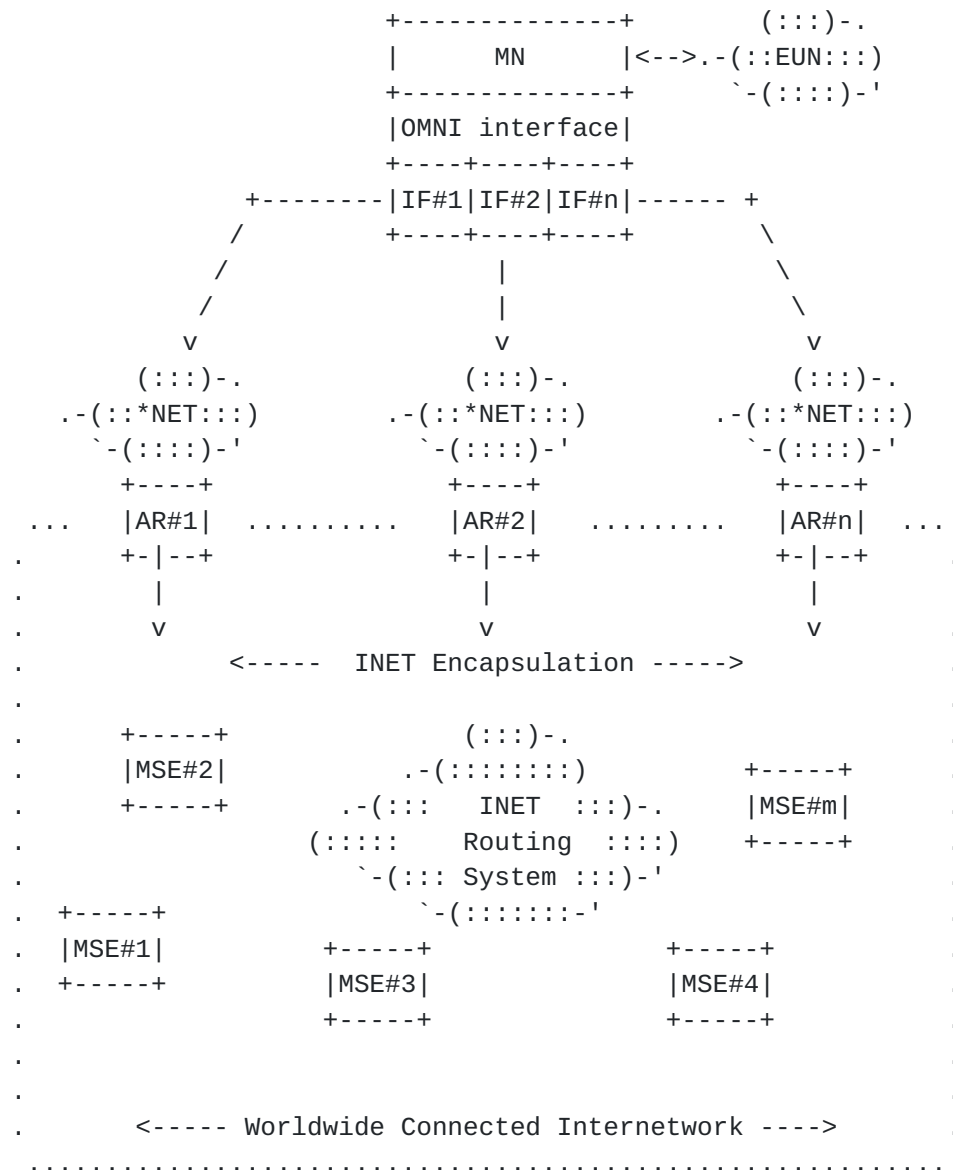 +--------------+        (:::)-.
|      MN      |<-->.-(::EUN:::)
+--------------+      `-(::::)-'
|OMNI interface|
+----+----+----+
+--------|IF#1|IF#2|IF#n|------ +
/         +----+----+----+        \
/                 |                 \
/                  |                  \
v                   v                   v
(:::)-.              (:::)-.              (:::)-.
.-(::*NET:::)        .-(::*NET:::)        .-(::*NET:::)
`-(::::)-'           `-(::::)-'           `-(::::)-'
+----+               +----+               +----+
...   |AR#1|  ..........   |AR#2|   .........   |AR#n|  ...
.      +-|--+               +-|--+               +-|--+     .
.        |                    |                    |
.        v                    v                    v        .
.             <-----  INET Encapsulation ----->             .
.                                                           .
.      +-----+               (:::)-.                        .
.      |MSE#2|           .-(::::::::)          +-----+      .
.      +-----+       .-(:::   INET  :::)-.     |MSE#m|      .
.                  (:::::    Routing  ::::)    +-----+      .
.                     `-(::: System :::)-'                  .
.  +-----+                `-(:::::::-'                      .
.  |MSE#1|          +-----+               +-----+           .
.  +-----+          |MSE#3|               |MSE#4|           .
.                   +-----+               +-----+           .
.                                                           .
.                                                           .
.       <----- Worldwide Connected Internetwork ---->       .
...........................................................